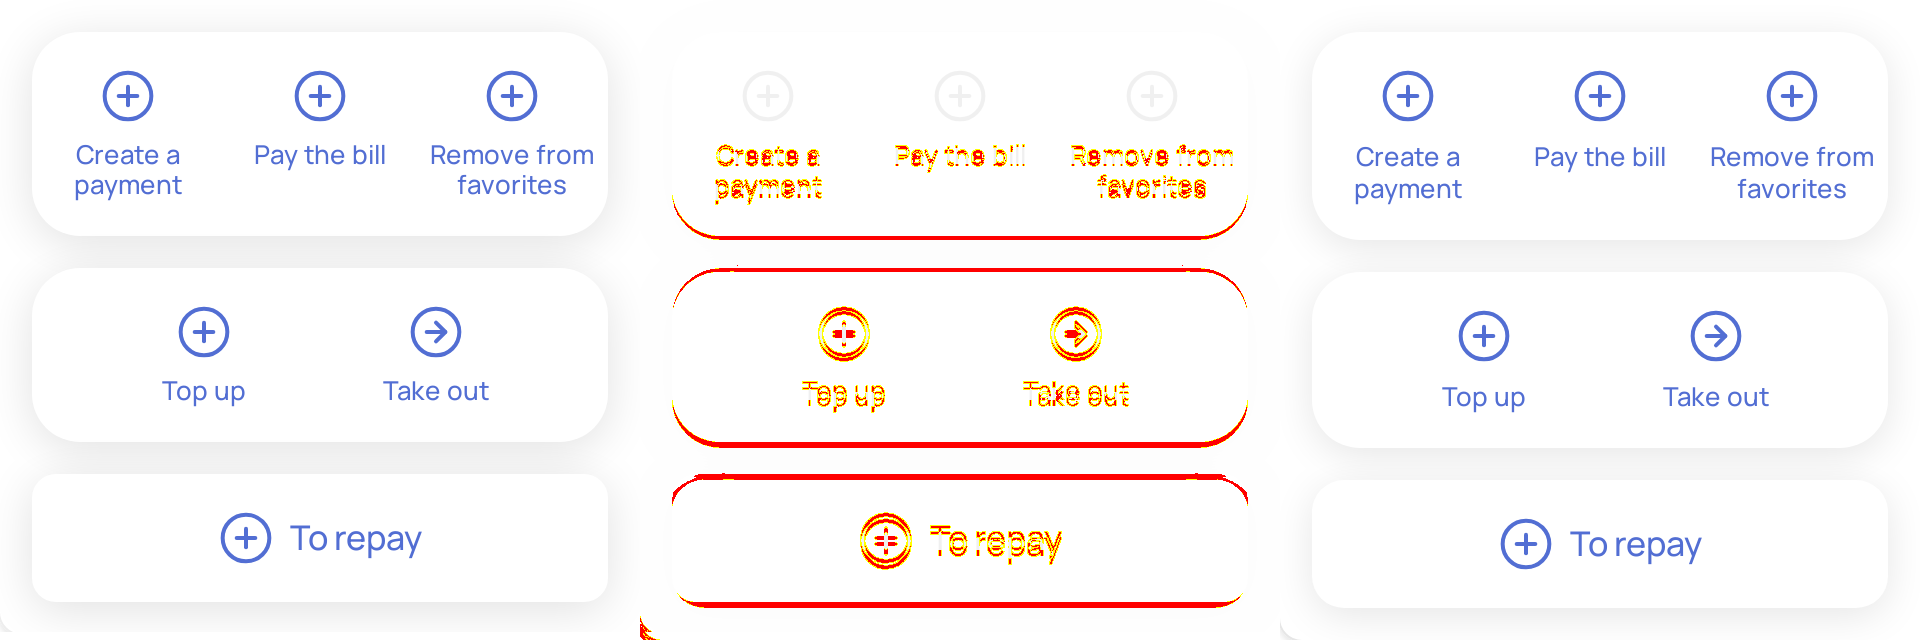 Create a
payment
Pay the bill
Remove from
favorites
Top up
Take out
To repay
Create a
payment
Pay the bill
Remove from
favorites
Top up
Take out
To repay
Create a
payment
Pay the bill
Remove from
favorites
Top up
Take out
To repay